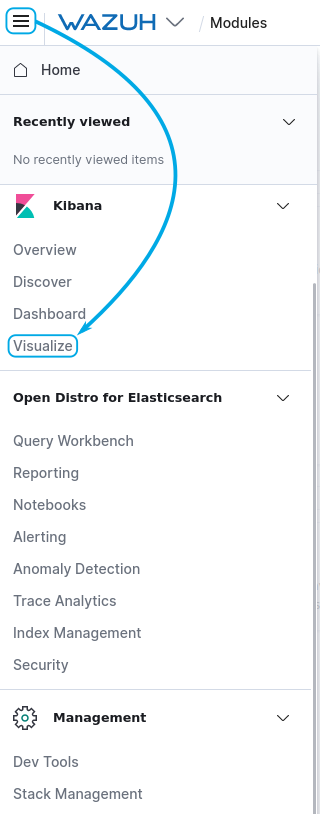 WAZUH / Modules
Home
Recently viewed
No recently viewed items
Kibana
Overview
Discover
Dashboard
Visualize
Open Distro for Elasticsearch
Query Workbench
Reporting
Notebooks
Alerting
Anomaly Detection
Trace Analytics
Index Management
Security
Management
Dev Tools
Stack Management